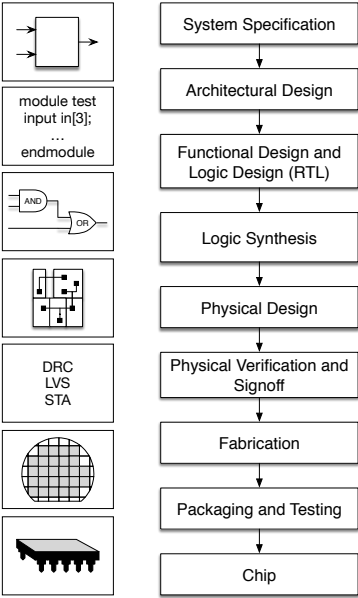 System Specification
Architectural Design
module test
input in[3];
...
endmodule
Functional Design and
Logic Design (RTL)
AND
OR
Logic Synthesis
Physical Design
DRC
LVS
STA
Physical Verification and
Signoff
Fabrication
Packaging and Testing
Chip